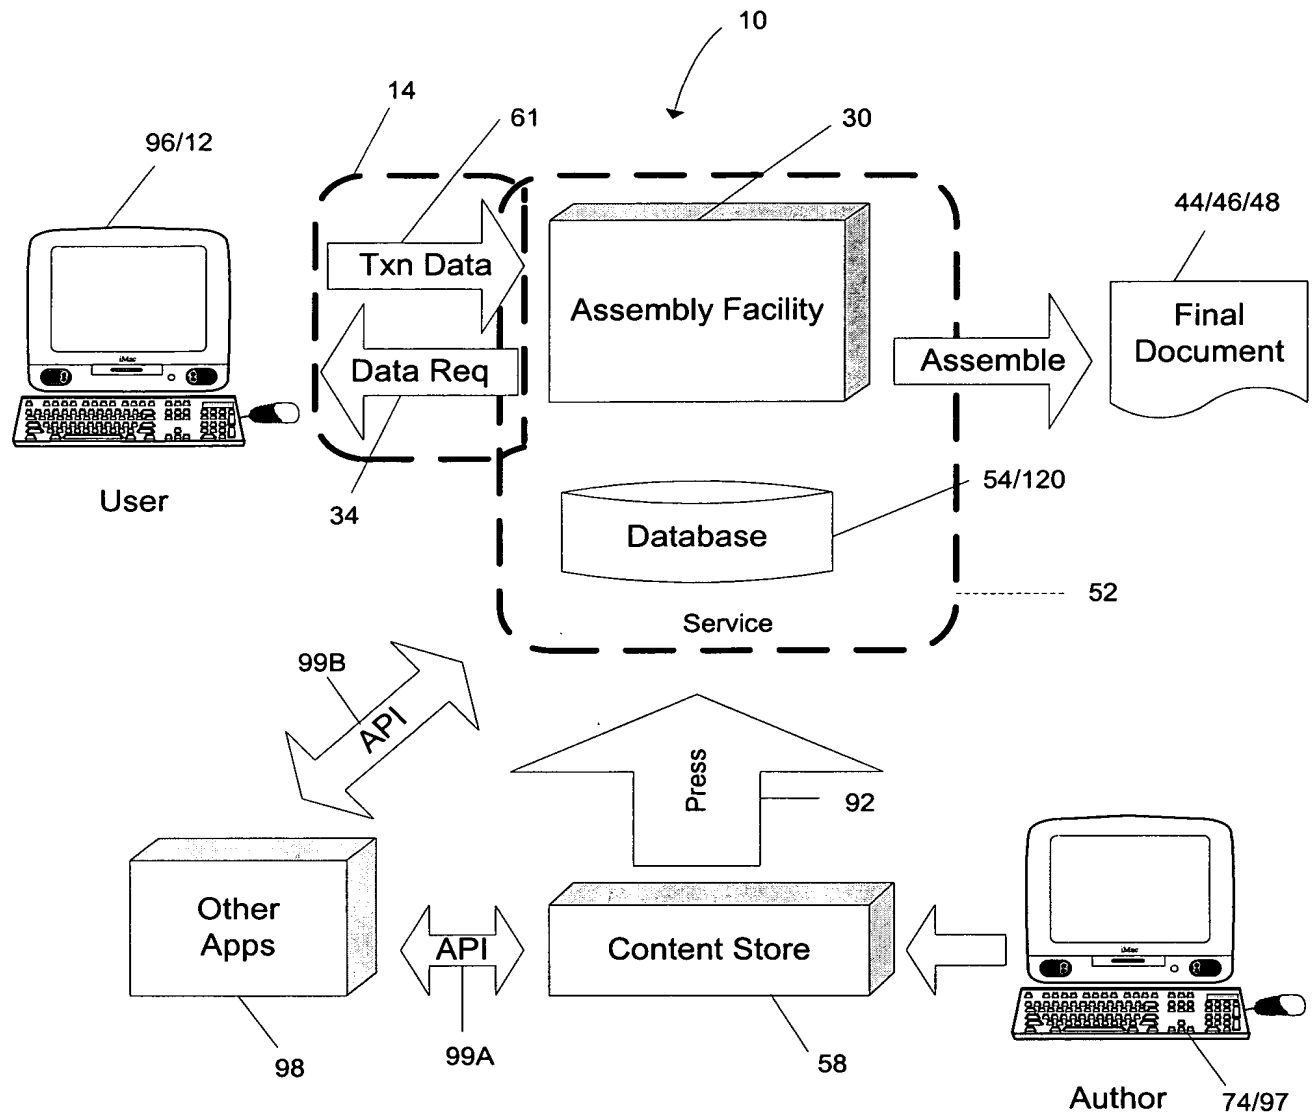 10
14
61
30
96/12
44/46/48
Txn Data
Assembly Facility
Final
Document
Data Req
Assemble
iMac
User
34
54/120
Database
52
Service
99B
API
Press
92
Other
Apps
API
Content Store
iMac
98
99A
58
Author
74/97